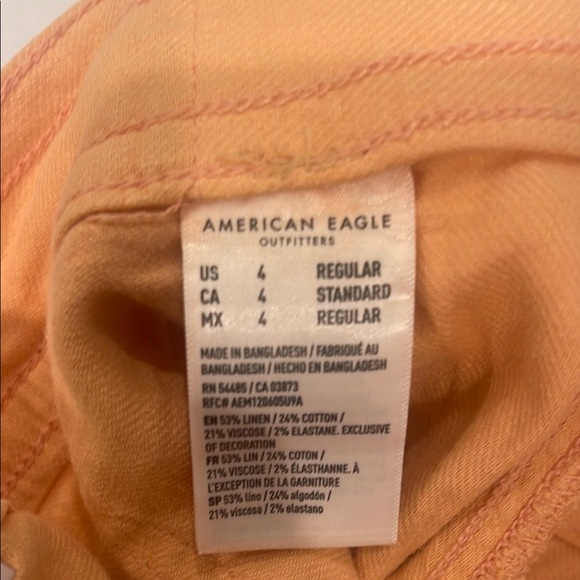 AMERICAN EAGLE
OUTFITTERS
US 4 REGULAR
CA 4 STANDARD
MX 4 REGULAR
MADE IN BANGLADESH / FABRIQUÉ AU
BANGLADESH / HECHO EN BANGLADESH
RN 54485 / CA 03873
RFC# AEM120605U9A
EN 53% LINEN / 24% COTTON /
21% VISCOSE / 2% ELASTANE. EXCLUSIVE
OF DECORATION
FR 53% LIN / 24% COTON /
21% VISCOSE / 2% ÉLASTHANNE. À
L'EXCEPTION DE LA GARNITURE
SP 53% lino / 24% algodón /
21% viscosa / 2% elastano